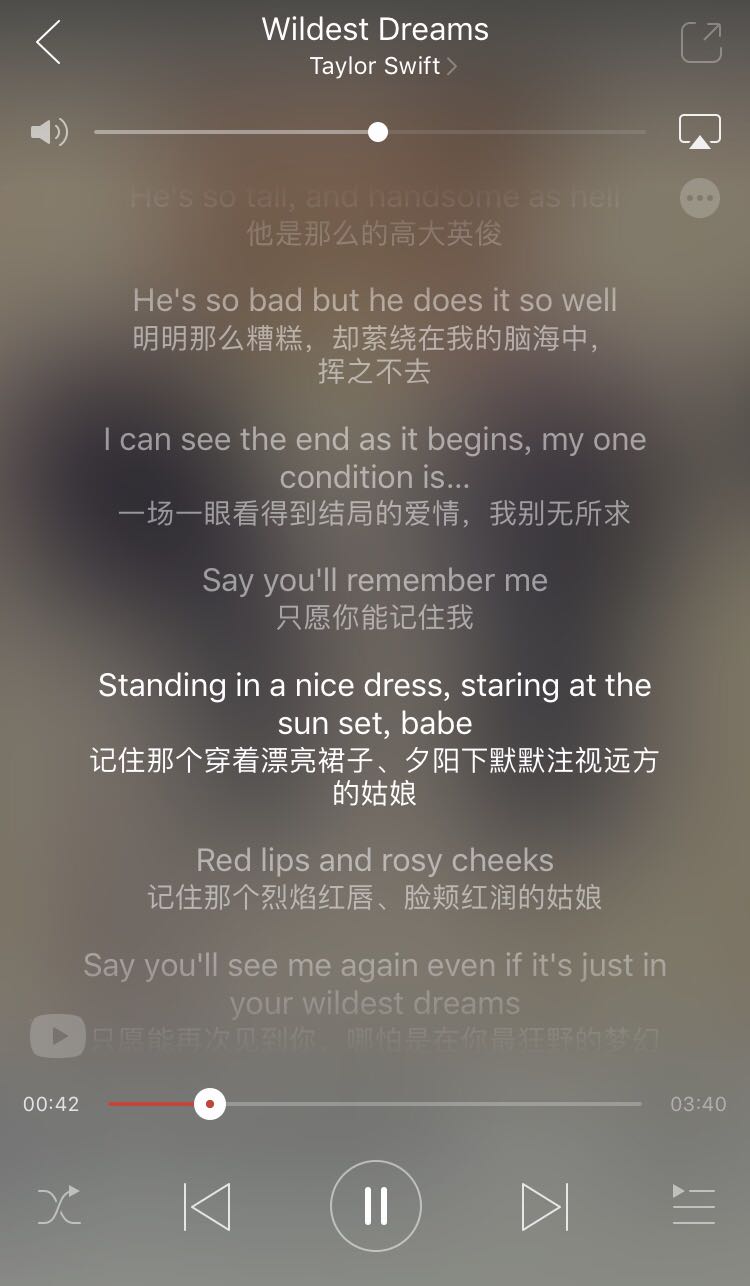 Wildest Dreams
Taylor Swift
He's so tall, and handsome as hell
他是那么的高大英俊
He's so bad but he does it so well
明明那么糟糕，却萦绕在我的脑海中，
挥之不去
I can see the end as it begins, my one
condition is...
一场一眼看得到结局的爱情，我别无所求
Say you'll remember me
只愿你能记住我
Standing in a nice dress, staring at the
sun set, babe
记住那个穿着漂亮裙子、夕阳下默默注视远方
的姑娘
Red lips and rosy cheeks
记住那个烈焰红唇、脸颊红润的姑娘
Say you'll see me again even if it's just in
your wildest dreams
只愿能再次见到你，哪怕是在你最狂野的梦幻
00:42
03:40